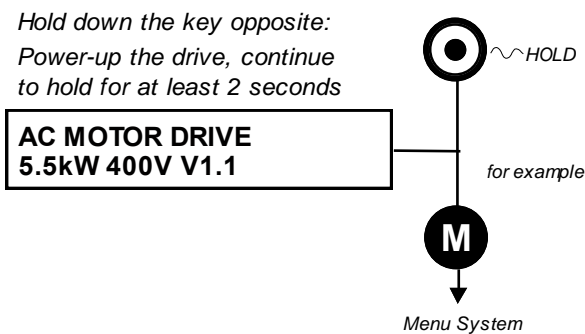 Hold down the key opposite:
Power-up the drive, continue
to hold for at least 2 seconds
HOLD
AC MOTOR DRIVE
5.5kW 400V V1.1
for example
M
Menu System